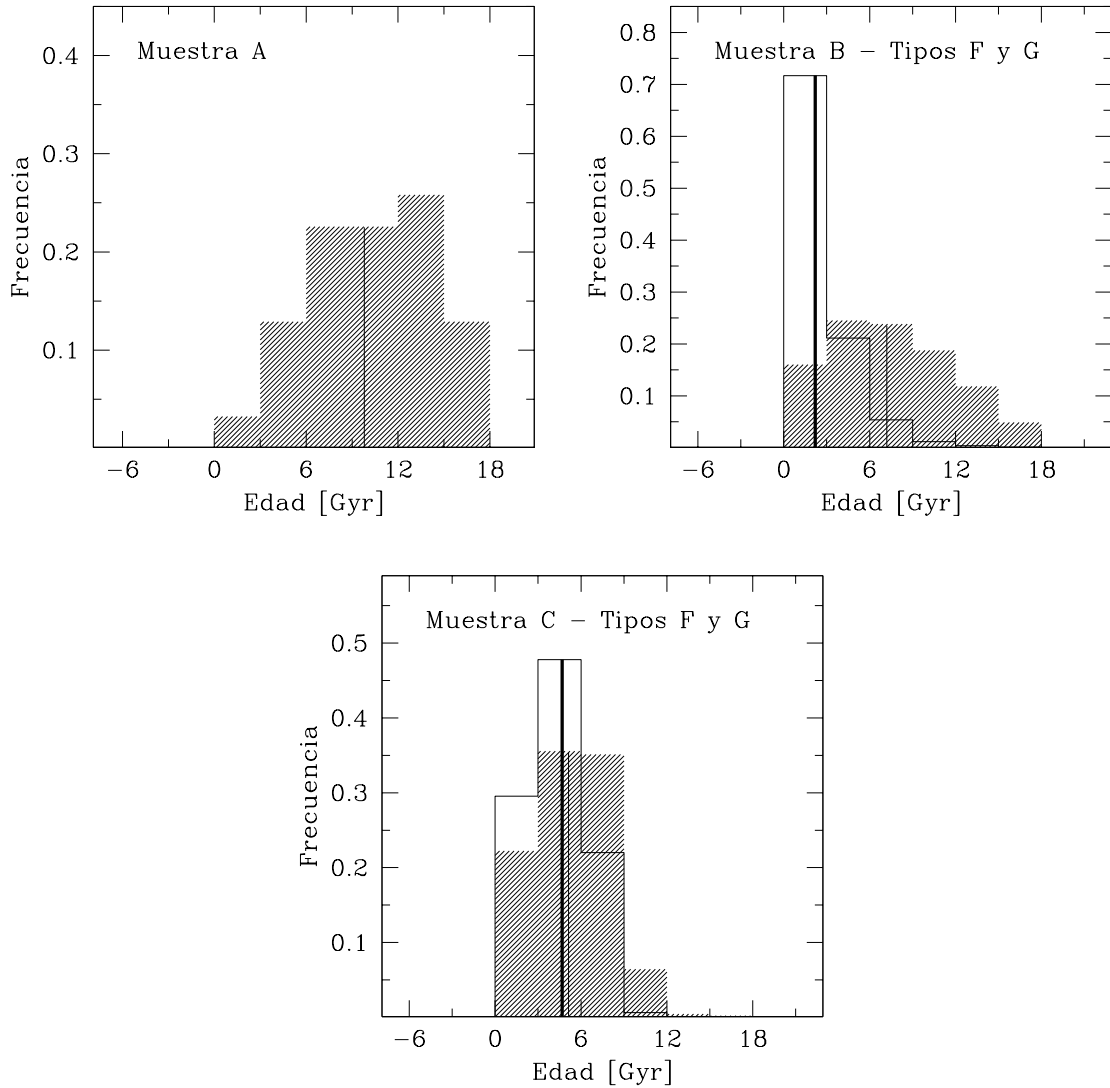 Muestra A
0.4
0.3
0.2
0.1
Frecuencia
−6 0 6 12 18
Edad [Gyr]
Muestra B − Tipos F y G
0.8
0.7
0.6
0.5
0.4
0.3
0.2
0.1
Frecuencia
−6 0 6 12 18
Edad [Gyr]
Muestra C − Tipos F y G
0.5
0.4
0.3
0.2
0.1
Frecuencia
−6 0 6 12 18
Edad [Gyr]